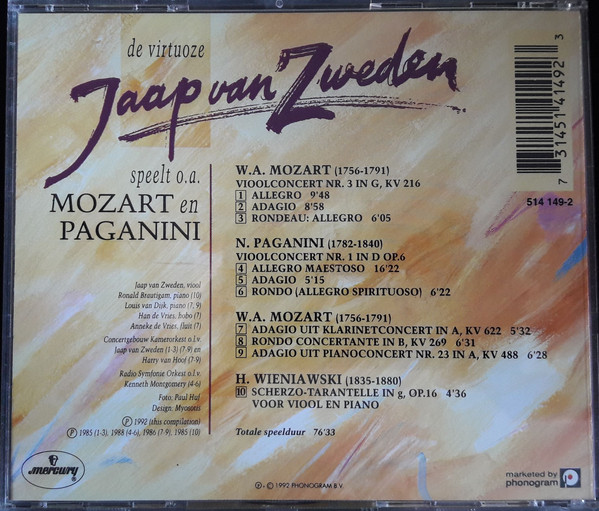 de virtuoze
Jaap van Zweden
speelt o.a.
MOZART en
PAGANINI
Jaap van Zweden, viool
Ronald Brautigam, piano (10)
Louis van Dijk, piano (7, 9)
Han de Vries, hobo (7)
Anneke de Vries, fluit (7)
Concertgebouw Kamerorkest o.l.v.
Jaap van Zweden (1-3) (7-9) en
Harry van Hoof (7-9)
Radio Symfonie Orkest o.l.v.
Kenneth Montgomery (4-6)
Foto: Paul Huf
Design: Myosotis
Ⓟ 1992 (this compilation)
Ⓟ 1985 (1-3), 1988 (4-6), 1986 (7-9), 1985 (10)
mercury
W.A. MOZART (1756-1791)
VIOOLCONCERT NR. 3 IN G, KV 216
1 ALLEGRO 9'48
2 ADAGIO 8'58
3 RONDEAU: ALLEGRO 6'05
N. PAGANINI (1782-1840)
VIOOLCONCERT NR. 1 IN D OP.6
4 ALLEGRO MAESTOSO 16'22
5 ADAGIO 5'15
6 RONDO (ALLEGRO SPIRITUOSO) 6'22
W.A. MOZART (1756-1791)
7 ADAGIO UIT KLARINETCONCERT IN A, KV 622 5'32
8 RONDO CONCERTANTE IN B, KV 269 6'31
9 ADAGIO UIT PIANOCONCERT NR. 23 IN A, KV 488 6'28
H. WIENIAWSKI (1835-1880)
10 SCHERZO-TARANTELLE IN g, OP.16 4'36
VOOR VIOOL EN PIANO
Totale speelduur 76'33
Ⓟ + © 1992 PHONOGRAM B.V.
7 31451 41492 3
514 149-2
marketed by
phonogram